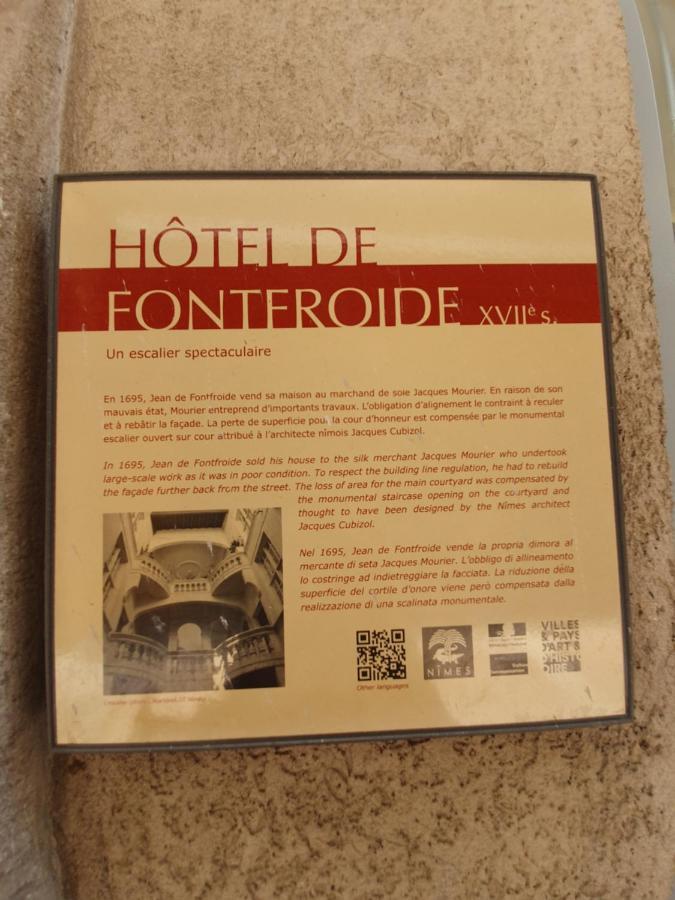 HÔTEL DE
FONTFROIDE XVIIè s.
Un escalier spectaculaire
En 1695, Jean de Fontfroide vend sa maison au marchand de soie Jacques Mourier. En raison de son
mauvais état, Mourier entreprend d'importants travaux. L'obligation d'alignement le contraint à reculer
et à rebâtir la façade. La perte de superficie pour la cour d'honneur est compensée par le monumental
escalier ouvert sur cour attribué à l'architecte nîmois Jacques Cubizol.
In 1695, Jean de Fontfroide sold his house to the silk merchant Jacques Mourier who undertook
large-scale work as it was in poor condition. To respect the building line regulation, he had to rebuild
the façade further back from the street. The loss of area for the main courtyard was compensated by
the monumental staircase opening on the courtyard and
thought to have been designed by the Nîmes architect
Jacques Cubizol.
Nel 1695, Jean de Fontfroide vende la propria dimora al
mercante di seta Jacques Mourier. L'obbligo di allineamento
lo costringe ad indietreggiare la facciata. La riduzione della
superficie del cortile d'onore viene però compensata dalla
realizzazione di una scalinata monumentale.
Other languages
NÎMES
VILLES
& PAYS
D'ART &
D'HISTO
IRE